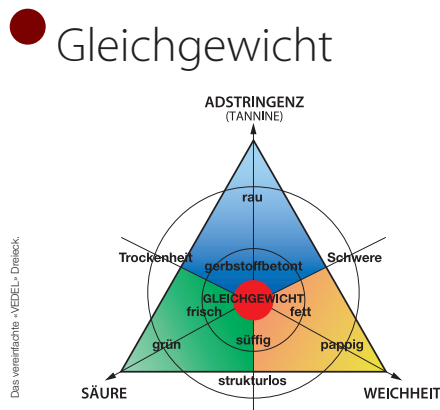 Gleichgewicht
ADSTRINGENZ
(TANNINE)
rau
Trockenheit
Schwere
gerbstoffbetont
GLEICHGEWICHT
frisch
fett
süffig
grün
pappig
strukturlos
SÄURE
WEICHHEIT
Das vereinfachte «VEDEL» Dreieck.